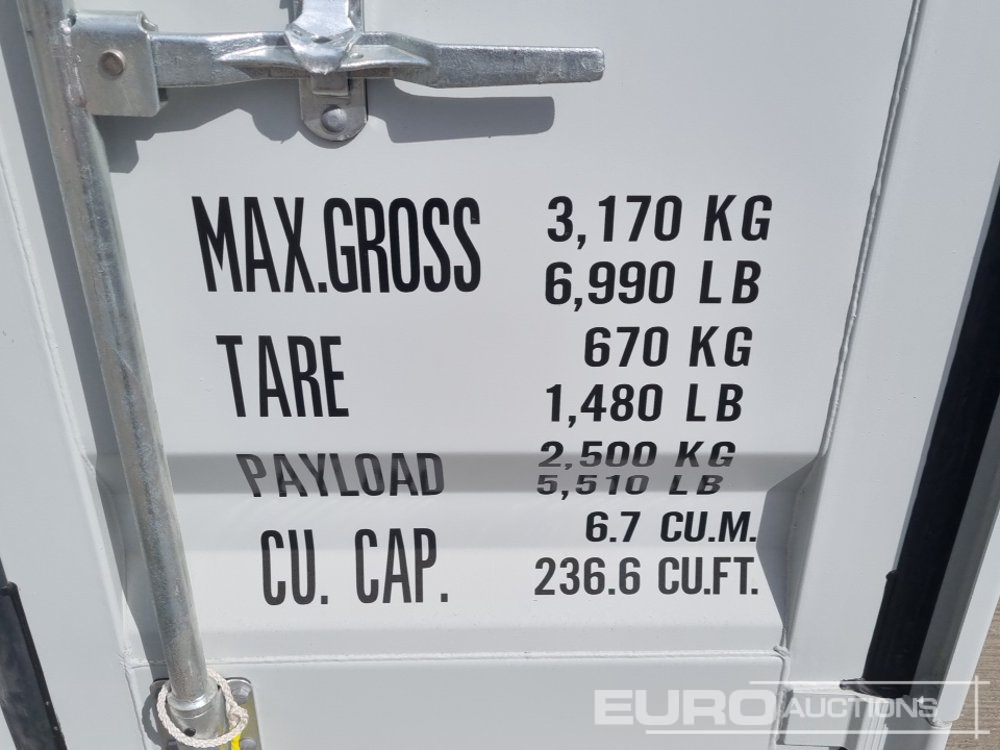 MAX.GROSS 3,170 KG
6,990 LB
TARE 670 KG
1,480 LB
PAYLOAD 2,500 KG
5,510 LB
CU. CAP. 6.7 CU.M.
236.6 CU.FT.
EURO AUCTIONS